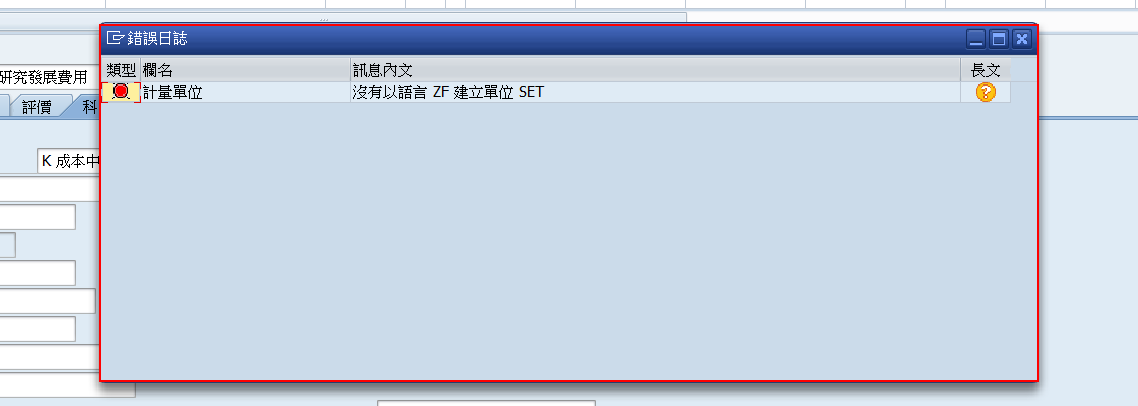 錯誤日誌
類型 欄名 訊息內文 長文
計量單位 沒有以語言 ZF 建立單位 SET
研究發展費用
評價 科
K 成本中